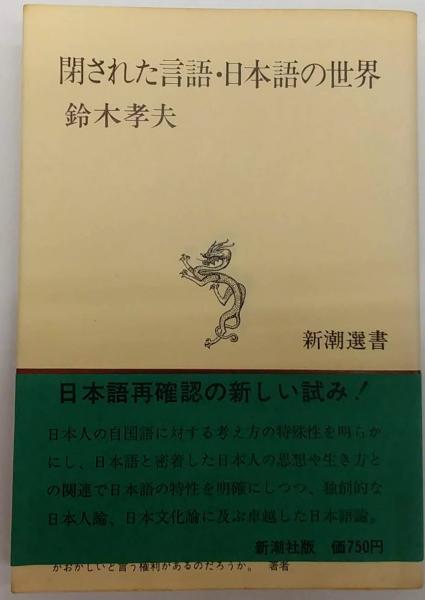 閉された言語・日本語の世界
鈴木孝夫
新潮選書
日本語再確認の新しい試み！
日本人の自国語に対する考え方の特殊性を明らか
にし、日本語と密着した日本人の思想や生き方と
の関連で日本語の特性を明確にしつつ、独創的な
日本人論、日本文化論に及ぶ卓越した日本語論。
新潮社版 価750円
がおかしいと言う権利があるのだろうか。 著者